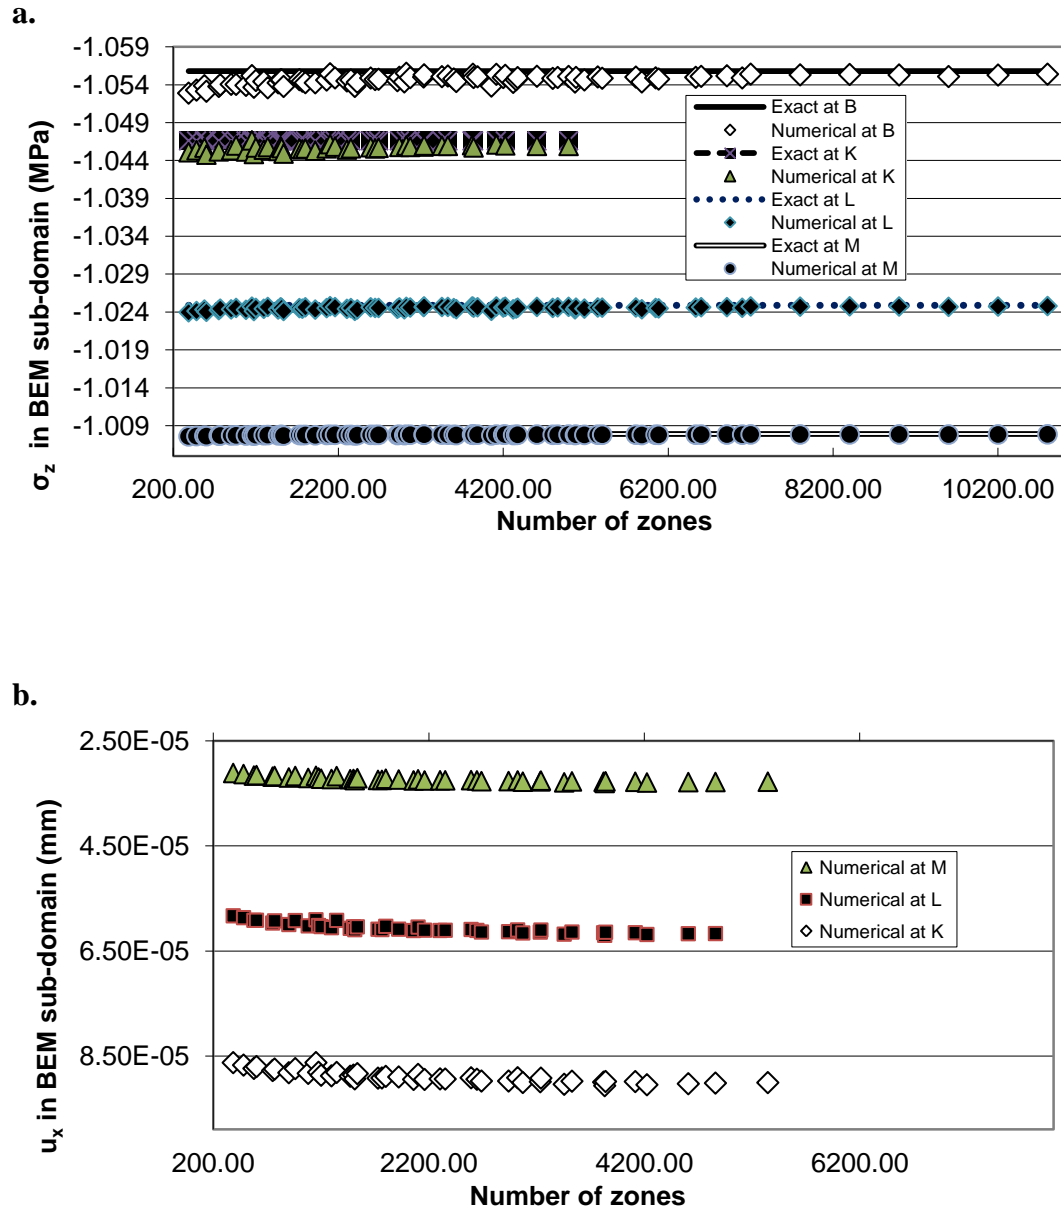 a.
-1.059
-1.054
-1.049
-1.044
-1.039
-1.034
-1.029
-1.024
-1.019
-1.014
-1.009
σz in BEM sub-domain (MPa)
Exact at B
Numerical at B
Exact at K
Numerical at K
Exact at L
Numerical at L
Exact at M
Numerical at M
200.00 2200.00 4200.00 6200.00 8200.00 10200.00
Number of zones
b.
2.50E-05
4.50E-05
6.50E-05
8.50E-05
ux in BEM sub-domain (mm)
Numerical at M
Numerical at L
Numerical at K
200.00 2200.00 4200.00 6200.00
Number of zones